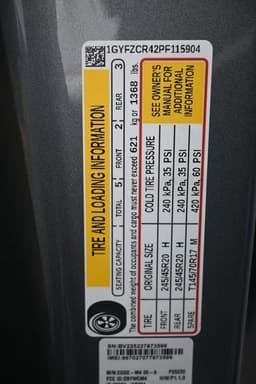 1GYFZCR42PF115904
TIRE AND LOADING INFORMATION
SEATING CAPACITY TOTAL 5 FRONT 2 REAR 3
The combined weight of occupants and cargo must never exceed 621 kg or 1368 lbs.
TIRE ORIGINAL SIZE COLD TIRE PRESSURE
FRONT 245/45R20 H 240 kPa, 35 PSI
REAR 245/45R20 H 240 kPa, 35 PSI
SPARE T145/70R17 M 420 kPa, 60 PSI
SEE OWNER'S
MANUAL FOR
ADDITIONAL
INFORMATION